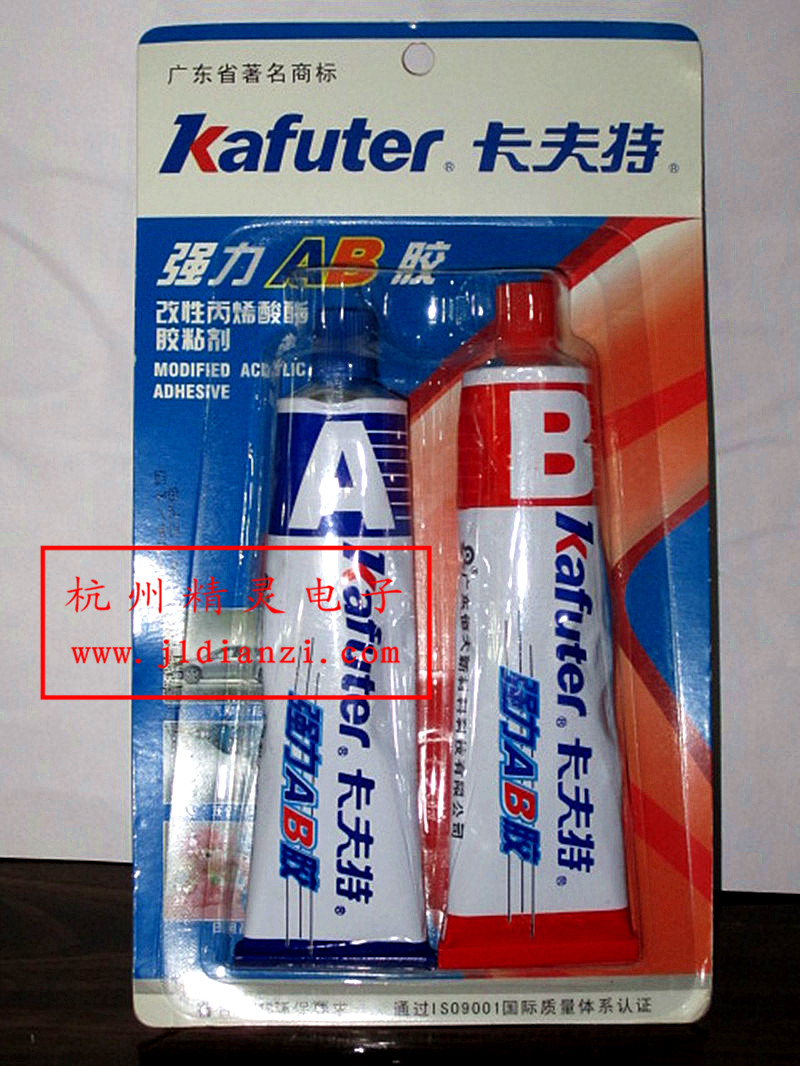 广东省著名商标
Kafuter® 卡夫特®
强力AB胶
改性丙烯酸酯
胶粘剂
MODIFIED ACRYLIC
ADHESIVE
A
Kafuter® 卡夫特®
强力AB胶
B
Kafuter® 卡夫特®
强力AB胶
杭州精灵电子
www.jldianzi.com
通过ISO9001国际质量体系认证